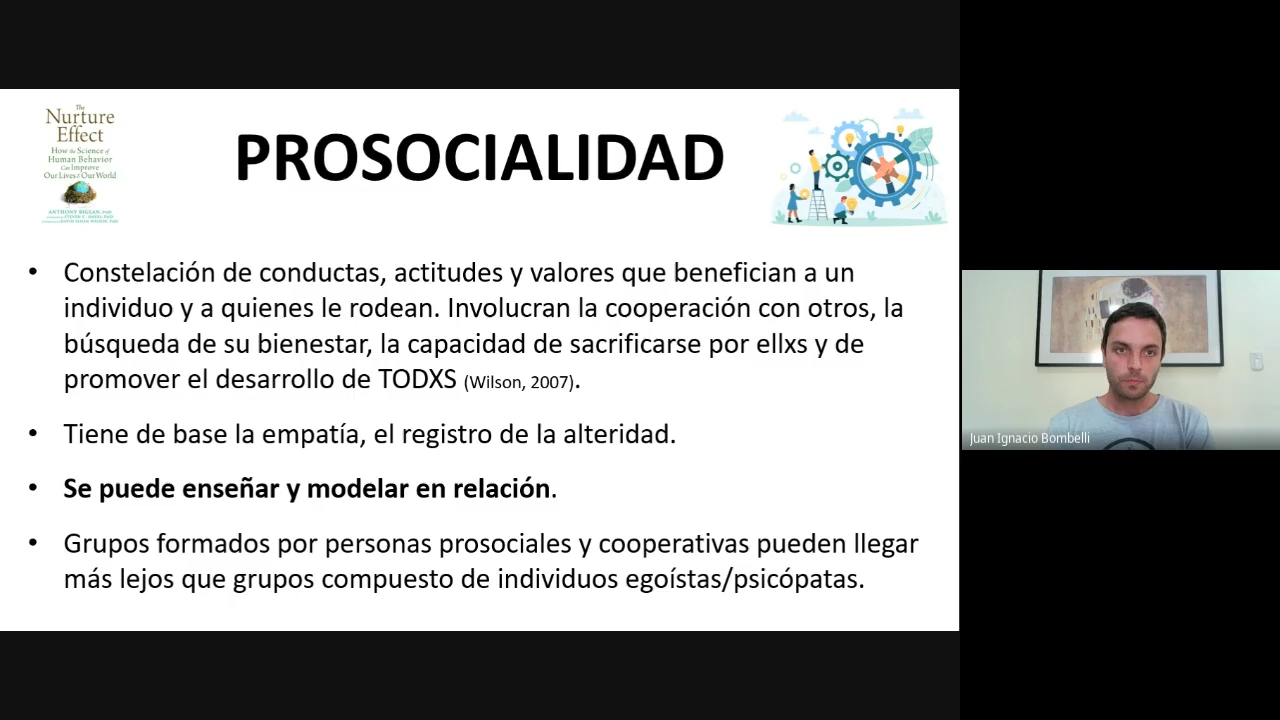 The
Nurture
Effect
How the Science of
Human Behavior
Can Improve
Our Lives & Our World
ANTHONY BIGLAN, PhD
PROSOCIALIDAD
• Constelación de conductas, actitudes y valores que benefician a un
individuo y a quienes le rodean. Involucran la cooperación con otros, la
búsqueda de su bienestar, la capacidad de sacrificarse por ellxs y de
promover el desarrollo de TODXS (Wilson, 2007).
• Tiene de base la empatía, el registro de la alteridad.
• Se puede enseñar y modelar en relación.
• Grupos formados por personas prosociales y cooperativas pueden llegar
más lejos que grupos compuesto de individuos egoístas/psicópatas.
Juan Ignacio Bombelli